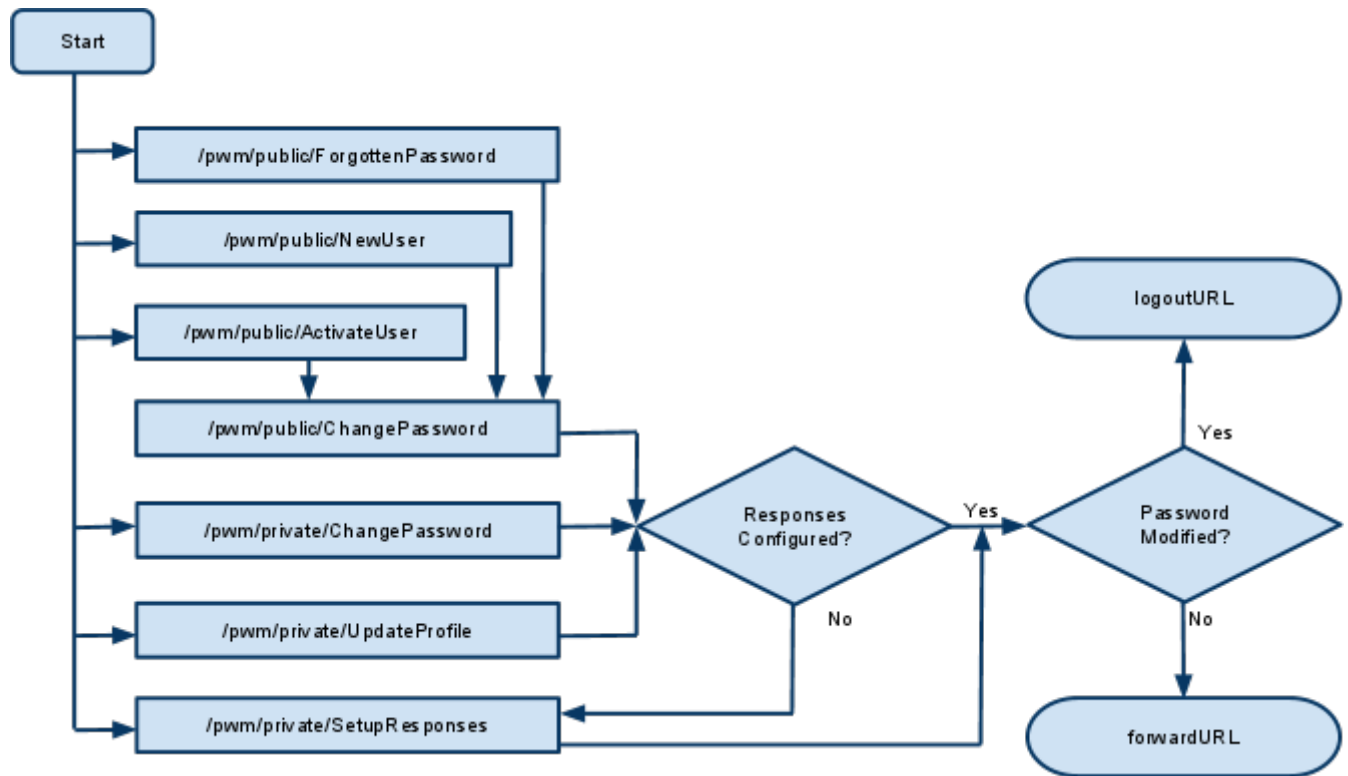 Start
/pwm/public/ForgottenPassword
/pwm/public/NewUser
/pwm/public/ActivateUser
/pwm/public/ChangePassword
/pwm/private/ChangePassword
/pwm/private/UpdateProfile
/pwm/private/SetupResponses
Responses
Configured?
No
Yes
Password
Modified?
Yes
logoutURL
No
forwardURL